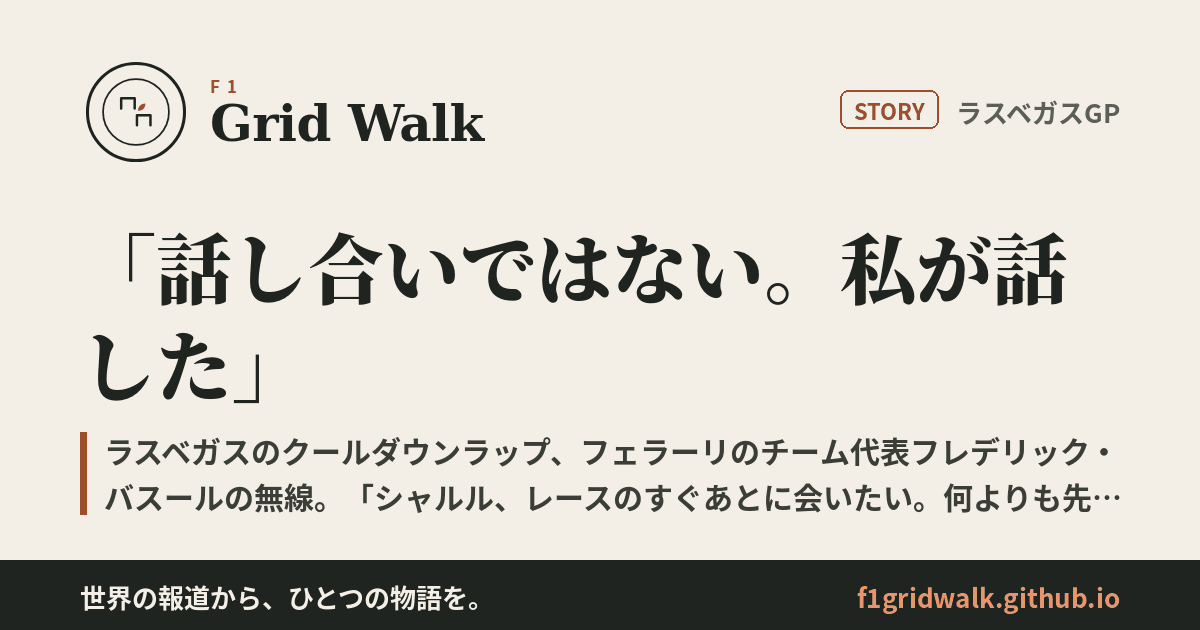 F1
Grid Walk
STORY
ラスベガスGP
「話し合いではない。私が話
した」
ラスベガスのクールダウンラップ、フェラーリのチーム代表フレデリック・
バスールの無線。「シャルル、レースのすぐあとに会いたい。何よりも先…
世界の報道から、ひとつの物語を。
f1gridwalk.github.io